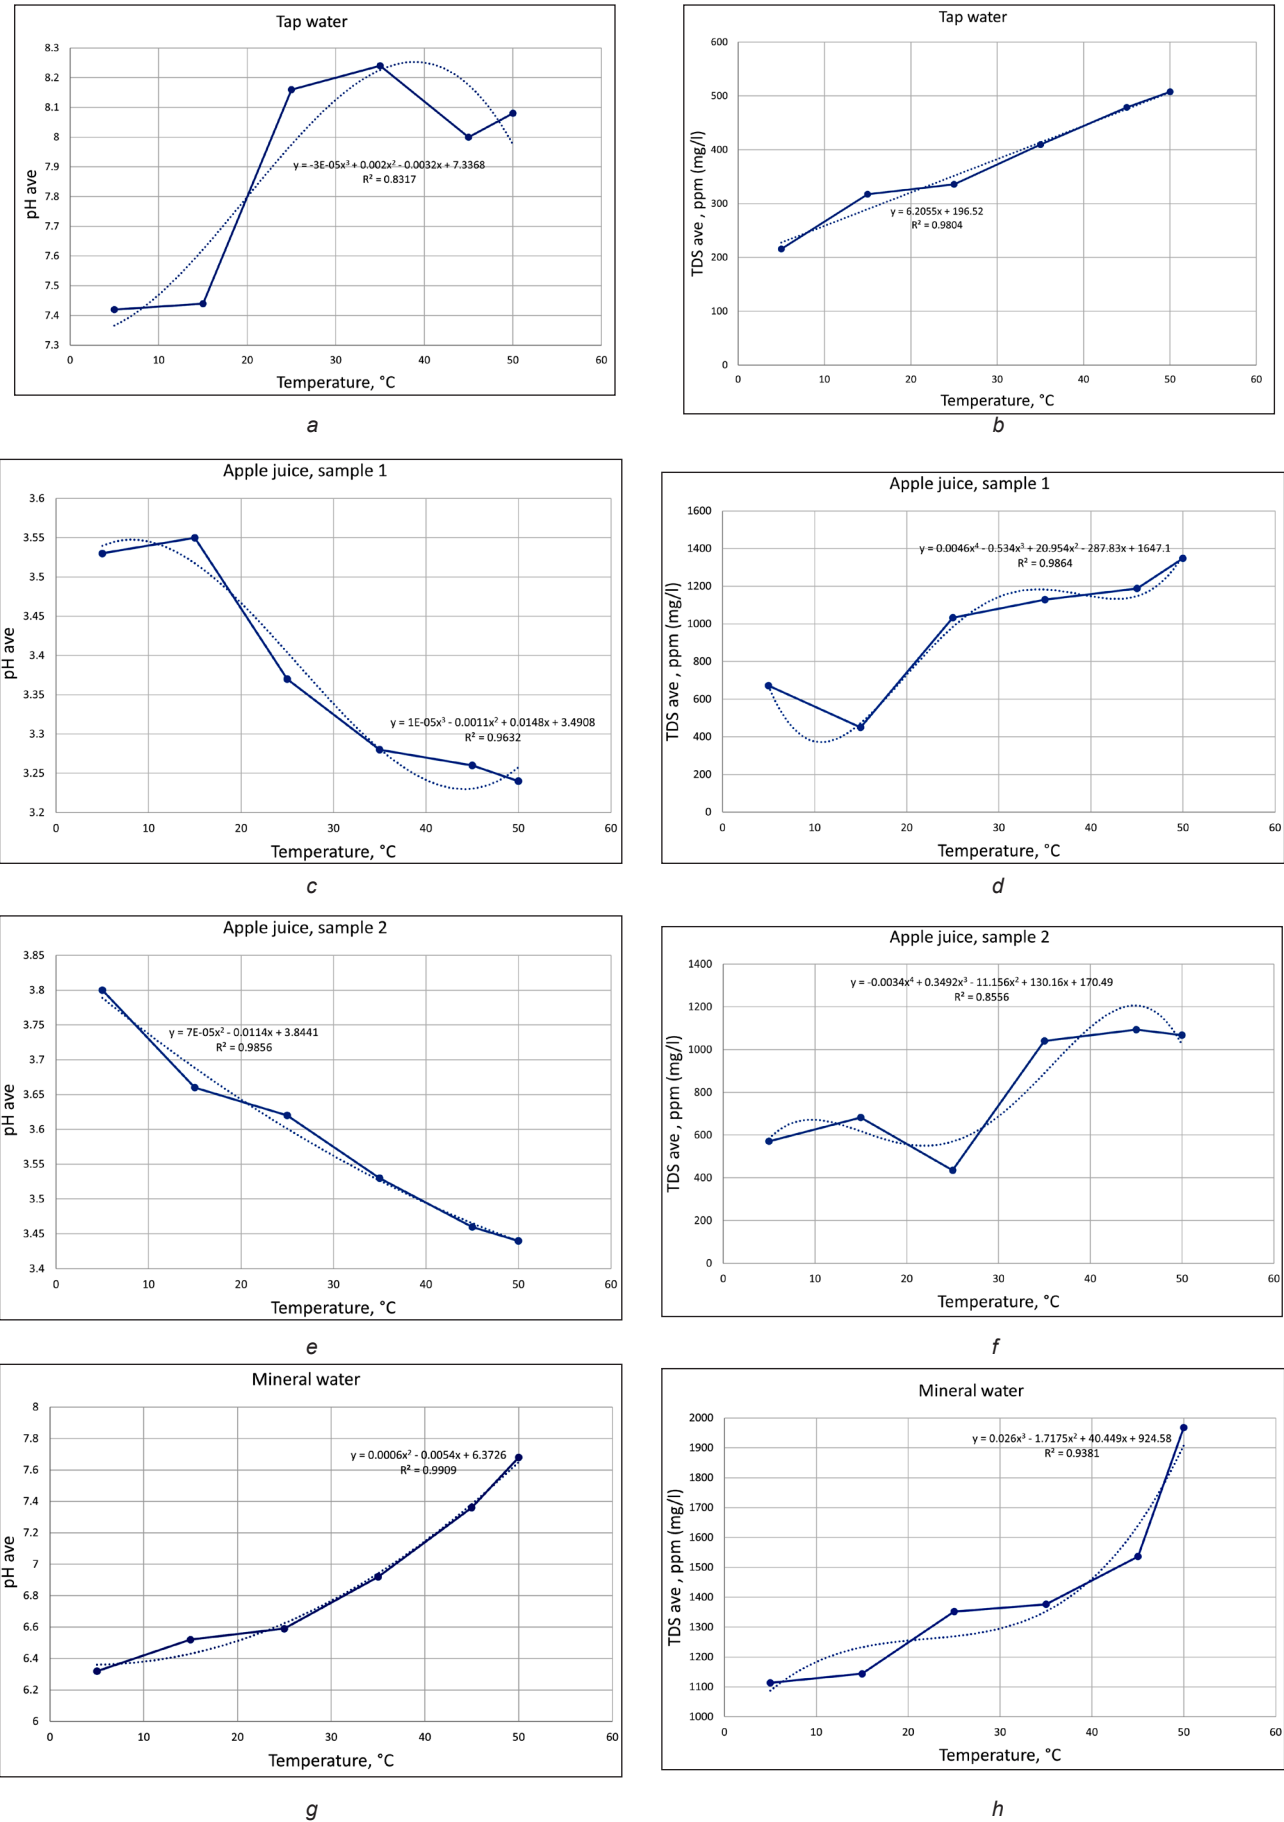 Tap water
8.3
8.2
8.1
8
7.9
7.8
7.7
7.6
7.5
7.4
7.3
pH ave
y = -3E-05x³ + 0.002x² - 0.0032x + 7.3368
R² = 0.8317
0 10 20 30 40 50 60
Temperature, °C
a
Tap water
600
500
400
300
200
100
0
TDS ave , ppm (mg/l)
y = 6.2055x + 196.52
R² = 0.9804
0 10 20 30 40 50 60
Temperature, °C
b
Apple juice, sample 1
3.6
3.55
3.5
3.45
3.4
3.35
3.3
3.25
3.2
pH ave
y = 1E-05x³ - 0.0011x² + 0.0148x + 3.4908
R² = 0.9632
0 10 20 30 40 50 60
Temperature, °C
c
Apple juice, sample 1
1600
1400
1200
1000
800
600
400
200
0
TDS ave , ppm (mg/l)
y = 0.0046x⁴ - 0.534x³ + 20.954x² - 287.83x + 1647.1
R² = 0.9864
0 10 20 30 40 50 60
Temperature, °C
d
Apple juice, sample 2
3.85
3.8
3.75
3.7
3.65
3.6
3.55
3.5
3.45
3.4
pH ave
y = 7E-05x² - 0.0114x + 3.8441
R² = 0.9856
0 10 20 30 40 50 60
Temperature, °C
e
Apple juice, sample 2
1400
1200
1000
800
600
400
200
0
TDS ave , ppm (mg/l)
y = -0.0034x⁴ + 0.3492x³ - 11.156x² + 130.16x + 170.49
R² = 0.8556
0 10 20 30 40 50 60
Temperature, °C
f
Mineral water
8
7.8
7.6
7.4
7.2
7
6.8
6.6
6.4
6.2
6
pH ave
y = 0.0006x² - 0.0054x + 6.3726
R² = 0.9909
0 10 20 30 40 50 60
Temperature, °C
g
Mineral water
2000
1900
1800
1700
1600
1500
1400
1300
1200
1100
1000
TDS ave , ppm (mg/l)
y = 0.026x³ - 1.7175x² + 40.449x + 924.58
R² = 0.9381
0 10 20 30 40 50 60
Temperature, °C
h